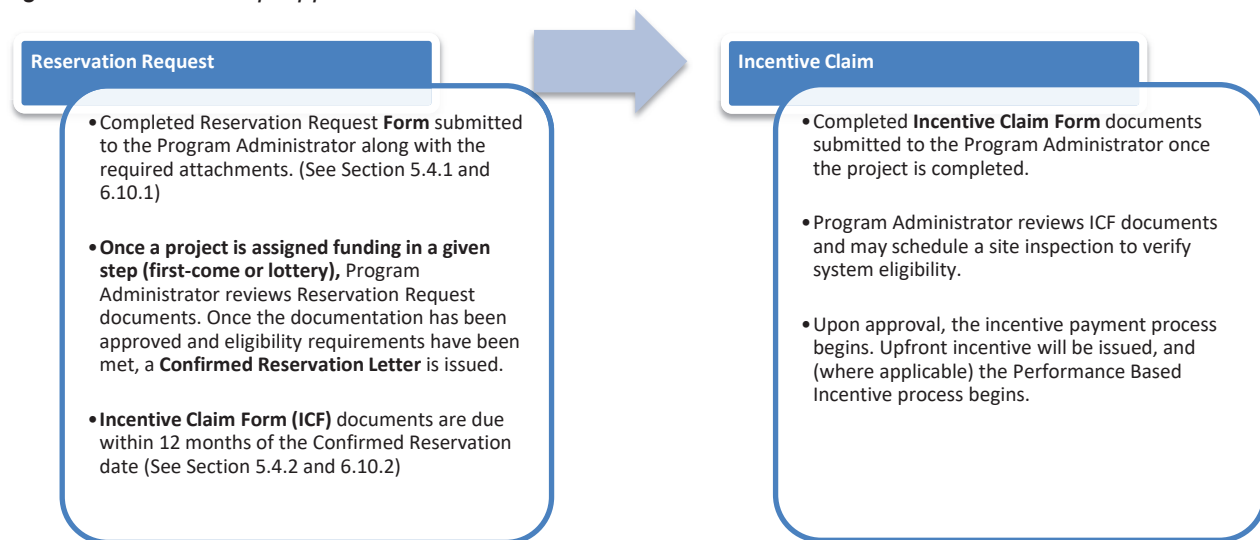 Reservation Request
•Completed Reservation Request Form submitted
to the Program Administrator along with the
required attachments. (See Section 5.4.1 and
6.10.1)
•Once a project is assigned funding in a given
step (first-come or lottery), Program
Administrator reviews Reservation Request
documents. Once the documentation has been
approved and eligibility requirements have been
met, a Confirmed Reservation Letter is issued.
•Incentive Claim Form (ICF) documents are due
within 12 months of the Confirmed Reservation
date (See Section 5.4.2 and 6.10.2)
Incentive Claim
•Completed Incentive Claim Form documents
submitted to the Program Administrator once
the project is completed.
•Program Administrator reviews ICF documents
and may schedule a site inspection to verify
system eligibility.
•Upon approval, the incentive payment process
begins. Upfront incentive will be issued, and
(where applicable) the Performance Based
Incentive process begins.